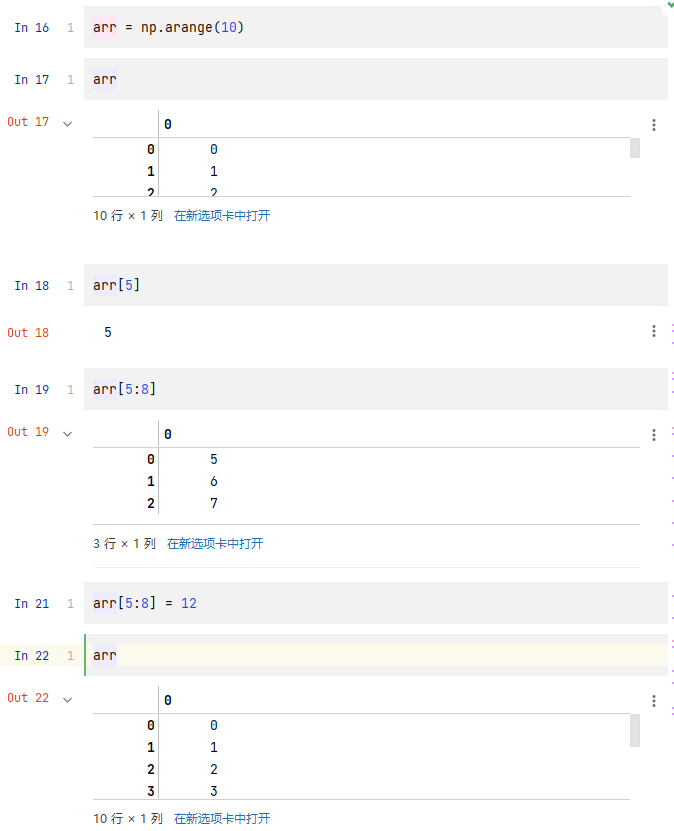 In 16 1 arr = np.arange(10)
In 17 1 arr
Out 17
0
0 0
1 1
2 2
10 行 × 1 列 在新选项卡中打开
In 18 1 arr[5]
Out 18 5
In 19 1 arr[5:8]
Out 19
0
0 5
1 6
2 7
3 行 × 1 列 在新选项卡中打开
In 21 1 arr[5:8] = 12
In 22 1 arr
Out 22
0
0 0
1 1
2 2
3 3
10 行 × 1 列 在新选项卡中打开